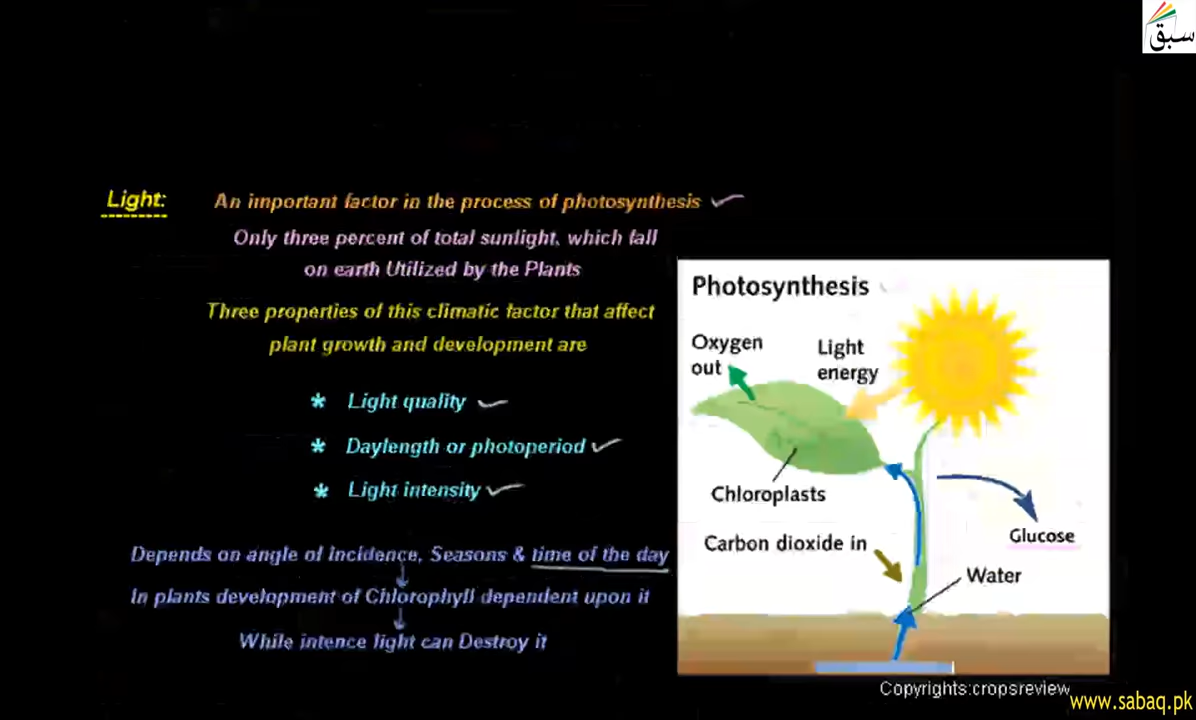 سبق
Light:
An important factor in the process of photosynthesis
Only three percent of total sunlight, which fall
on earth Utilized by the Plants
Three properties of this climatic factor that affect
plant growth and development are
* Light quality
* Daylength or photoperiod
* Light intensity
Depends on angle of Incidence, Seasons & time of the day
In plants development of Chlorophyll dependent upon it
While intence light can Destroy it
Photosynthesis
Oxygen
out
Light
energy
Chloroplasts
Carbon dioxide in
Glucose
Water
Copyrights:cropsreview
www.sabaq.pk